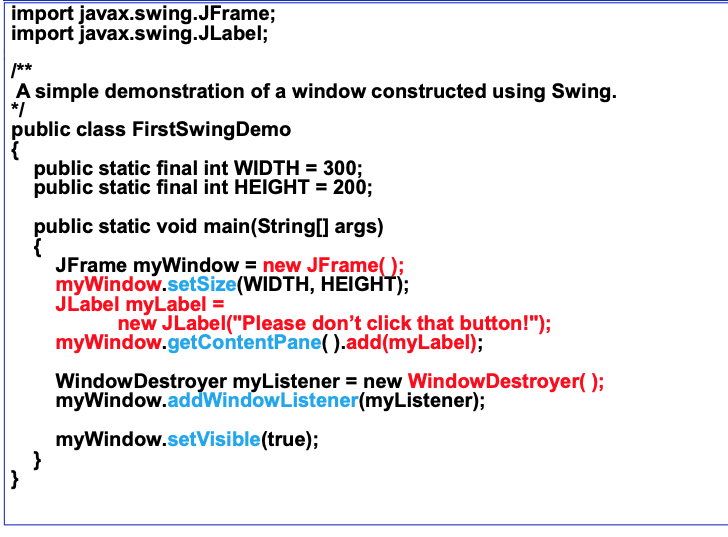 import javax.swing.JFrame;
import javax.swing.JLabel;
/**
A simple demonstration of a window constructed using Swing.
*/
public class FirstSwingDemo
{
public static final int WIDTH = 300;
public static final int HEIGHT = 200;
public static void main(String[] args)
{
JFrame myWindow = new JFrame( );
myWindow.setSize(WIDTH, HEIGHT);
JLabel myLabel =
new JLabel("Please don’t click that button!");
myWindow.getContentPane( ).add(myLabel);
WindowDestroyer myListener = new WindowDestroyer( );
myWindow.addWindowListener(myListener);
myWindow.setVisible(true);
}
}